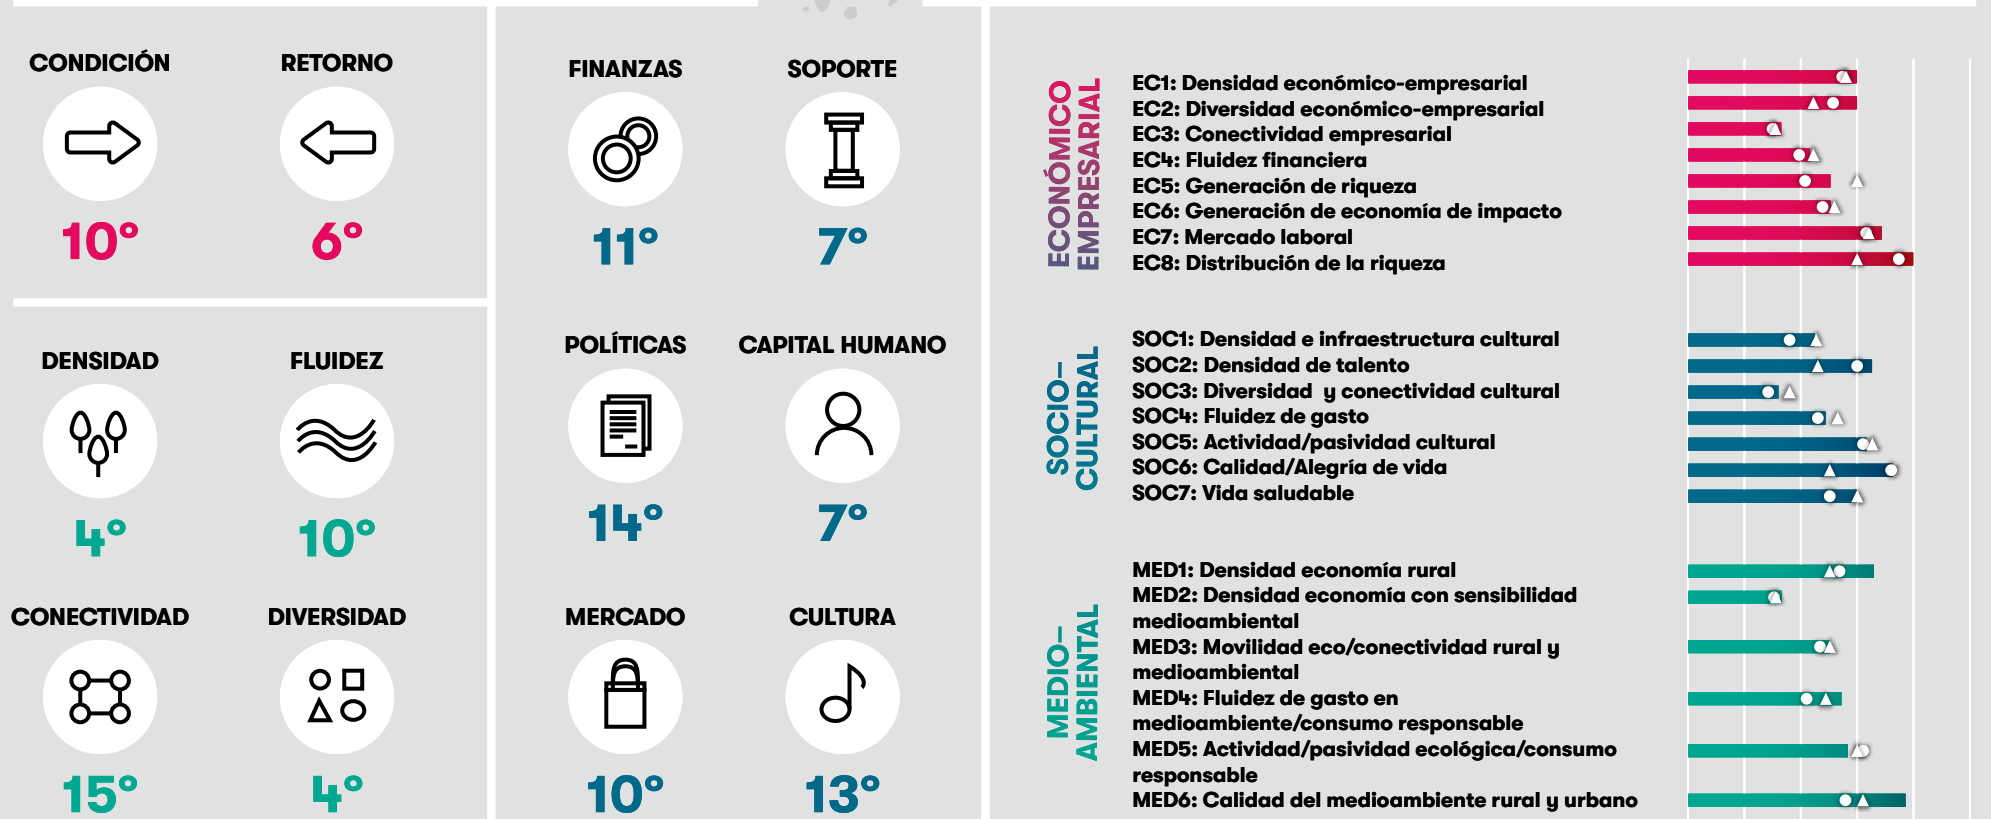 CONDICIÓN
RETORNO
10°
6°
DENSIDAD
FLUIDEZ
4°
10°
CONECTIVIDAD
DIVERSIDAD
15°
4°
FINANZAS
SOPORTE
11°
7°
POLÍTICAS
CAPITAL HUMANO
14°
7°
MERCADO
CULTURA
10°
13°
ECONÓMICO
EMPRESARIAL
EC1: Densidad económico-empresarial
EC2: Diversidad económico-empresarial
EC3: Conectividad empresarial
EC4: Fluidez financiera
EC5: Generación de riqueza
EC6: Generación de economía de impacto
EC7: Mercado laboral
EC8: Distribución de la riqueza
SOCIO–
CULTURAL
SOC1: Densidad e infraestructura cultural
SOC2: Densidad de talento
SOC3: Diversidad y conectividad cultural
SOC4: Fluidez de gasto
SOC5: Actividad/pasividad cultural
SOC6: Calidad/Alegría de vida
SOC7: Vida saludable
MEDIO–
AMBIENTAL
MED1: Densidad economía rural
MED2: Densidad economía con sensibilidad
medioambiental
MED3: Movilidad eco/conectividad rural y
medioambiental
MED4: Fluidez de gasto en
medioambiente/consumo responsable
MED5: Actividad/pasividad ecológica/consumo
responsable
MED6: Calidad del medioambiente rural y urbano